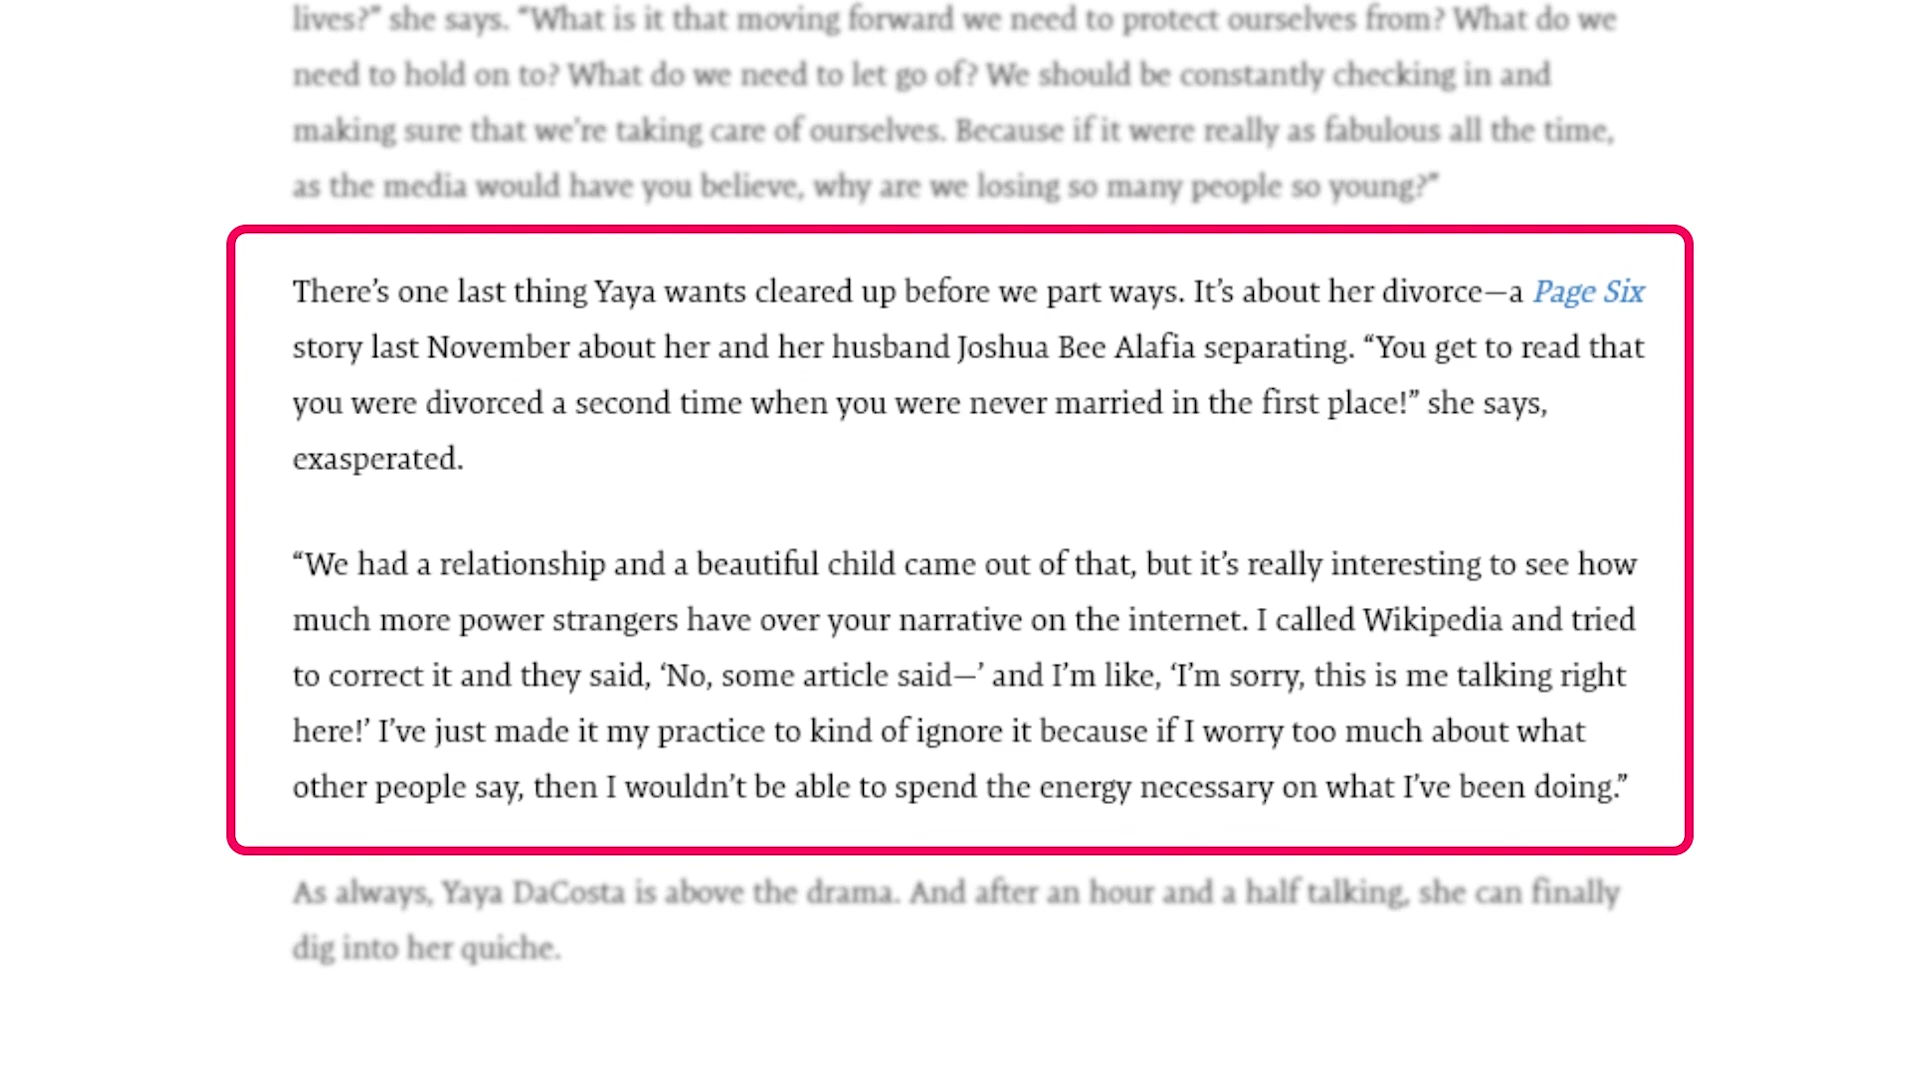 lives?” she says. “What is it that moving forward we need to protect ourselves from? What do we
need to hold on to? What do we need to let go of? We should be constantly checking in and
making sure that we’re taking care of ourselves. Because if it were really as fabulous all the time,
as the media would have you believe, why are we losing so many people so young?”
There’s one last thing Yaya wants cleared up before we part ways. It’s about her divorce—a Page Six
story last November about her and her husband Joshua Bee Alafia separating. “You get to read that
you were divorced a second time when you were never married in the first place!” she says,
exasperated.
“We had a relationship and a beautiful child came out of that, but it’s really interesting to see how
much more power strangers have over your narrative on the internet. I called Wikipedia and tried
to correct it and they said, ‘No, some article said—’ and I’m like, ‘I’m sorry, this is me talking right
here!’ I’ve just made it my practice to kind of ignore it because if I worry too much about what
other people say, then I wouldn’t be able to spend the energy necessary on what I’ve been doing.”
As always, Yaya DaCosta is above the drama. And after an hour and a half talking, she can finally
dig into her quiche.